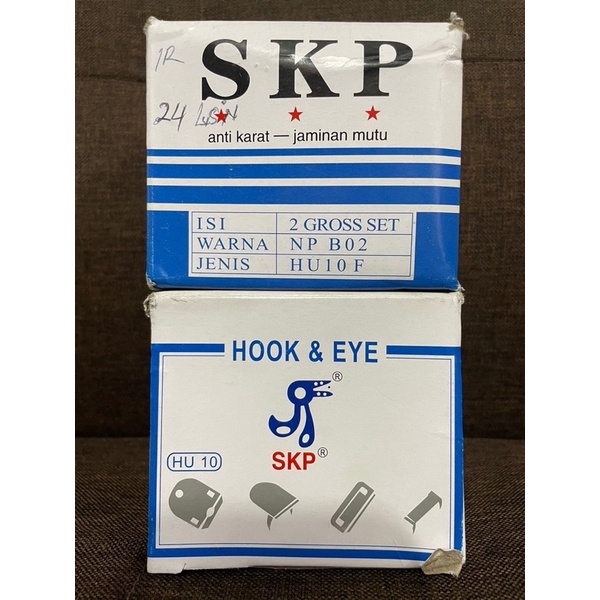 1R
SKP
24 Lusin
anti karat — jaminan mutu
ISI 2 GROSS SET
WARNA NP B02
JENIS HU10 F
HOOK & EYE
®
SKP®
HU 10